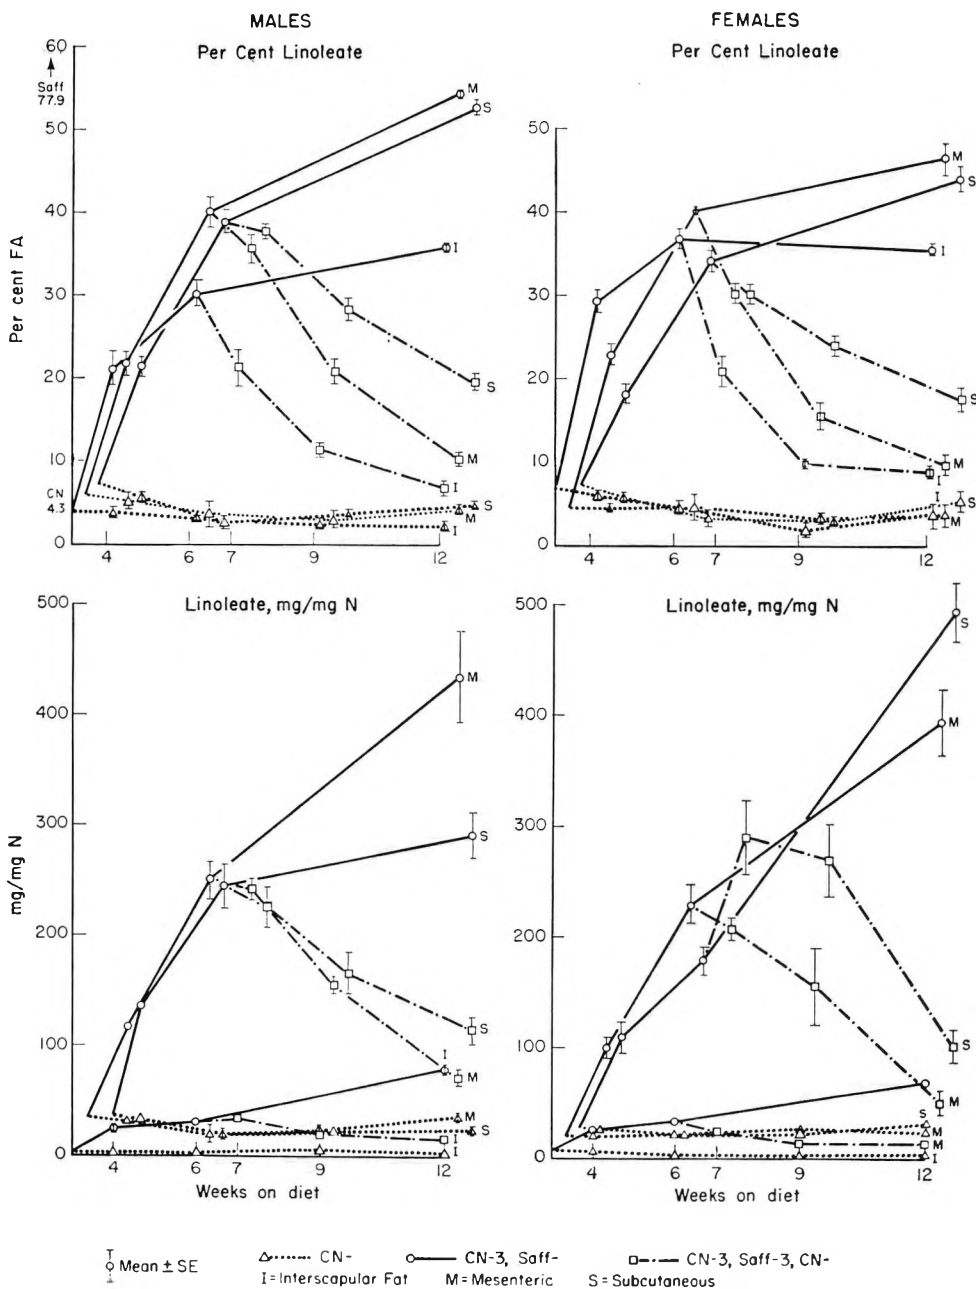 MALES
FEMALES
Per Cent Linoleate
Per Cent Linoleate
Per cent FA
60
Saff
77.9
50
40
30
20
10
CN
4.3
0
4
6
7
9
12
M
S
I
S
M
I
S
M
I
50
40
30
20
10
0
4
6
7
9
12
M
S
I
S
M
I
I
S
M
Linoleate, mg/mg N
Linoleate, mg/mg N
mg/mg N
500
400
300
200
100
0
4
6
7
9
12
M
S
S
I
M
M
S
I
I
Weeks on diet
500
400
300
200
100
0
4
6
7
9
12
S
M
S
M
S
M
M
I
Weeks on diet
Mean ± SE
CN-
CN-3, Saff-
CN-3, Saff-3, CN-
I = Interscapular Fat
M = Mesenteric
S = Subcutaneous